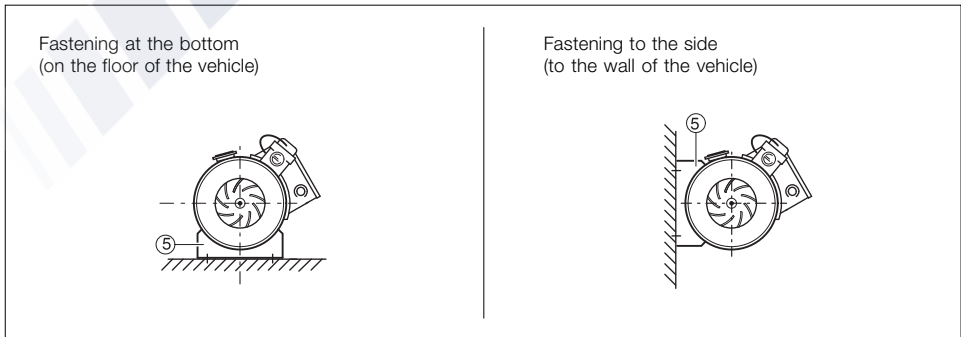 Fastening at the bottom
(on the floor of the vehicle)
5
Fastening to the side
(to the wall of the vehicle)
5